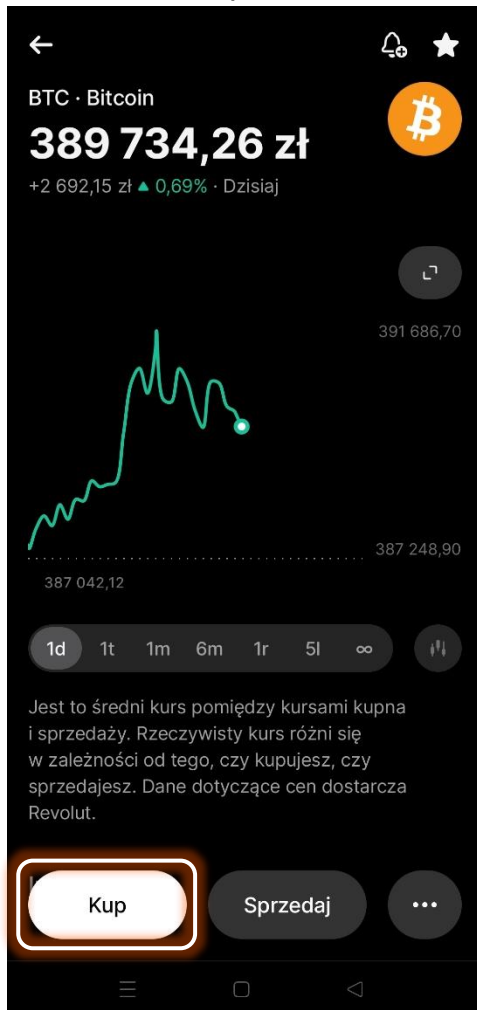 BTC · Bitcoin
389 734,26 zł
+2 692,15 zł ▲ 0,69% · Dzisiaj
391 686,70
387 248,90
387 042,12
1d 1t 1m 6m 1r 5l ∞
Jest to średni kurs pomiędzy kursami kupna
i sprzedaży. Rzeczywisty kurs różni się
w zależności od tego, czy kupujesz, czy
sprzedajesz. Dane dotyczące cen dostarcza
Revolut.
Kup Sprzedaj